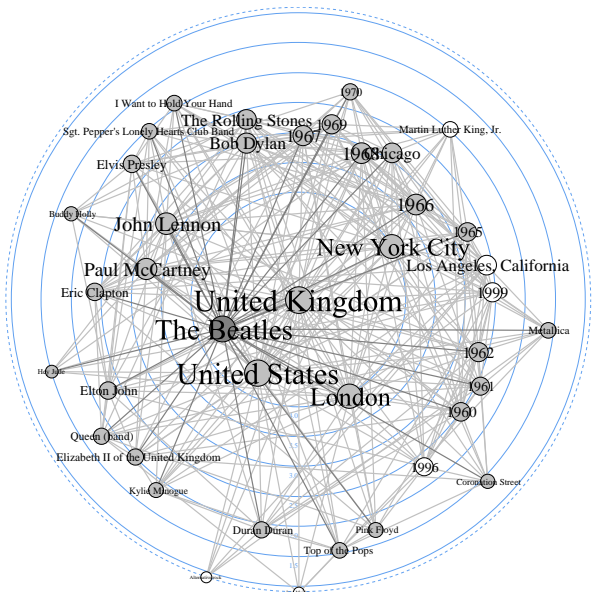 1970
I Want to Hold Your Hand
The Rolling Stones
1969
Sgt. Pepper's Lonely Hearts Club Band
1967
Martin Luther King, Jr.
Bob Dylan
1968
Chicago
Elvis Presley
1966
Buddy Holly
John Lennon
1965
New York City
Los Angeles, California
Paul McCartney
Eric Clapton
1999
United Kingdom
The Beatles
Metallica
1962
Hey Jude
United States
1961
Elton John
London
1960
Queen (band)
Elizabeth II of the United Kingdom
1996
Coronation Street
Kylie Minogue
Duran Duran
Pink Floyd
Top of the Pops
1.5